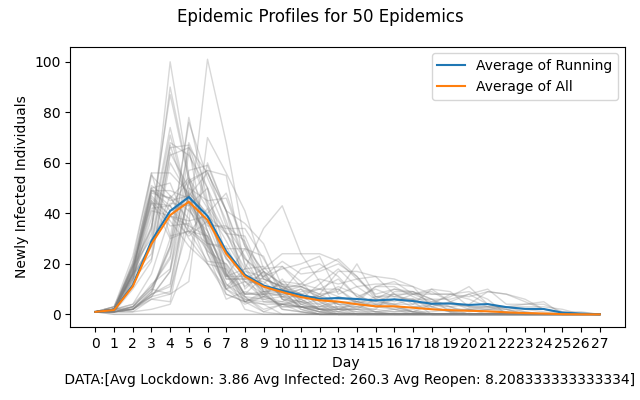 Epidemic Profiles for 50 Epidemics
Newly Infected Individuals
100
80
60
40
20
0
Average of Running
Average of All
0 1 2 3 4 5 6 7 8 9 10 11 12 13 14 15 16 17 18 19 20 21 22 23 24 25 26 27
Day
DATA:[Avg Lockdown: 3.86 Avg Infected: 260.3 Avg Reopen: 8.208333333333334]